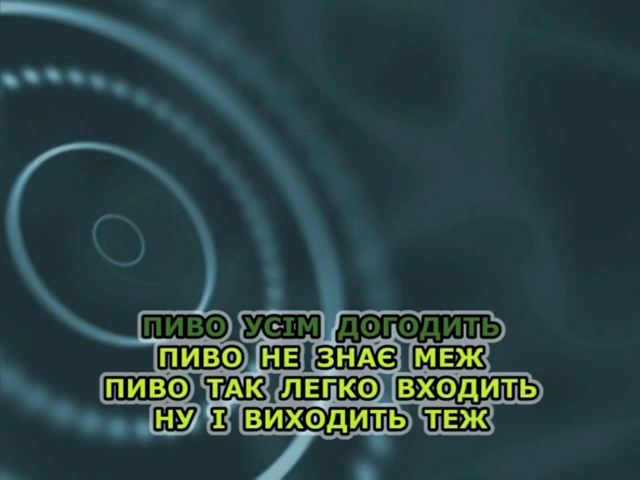 ПИВО УСІМ ДОГОДИТЬ
ПИВО НЕ ЗНАЄ МЕЖ
ПИВО ТАК ЛЕГКО ВХОДИТЬ
НУ І ВИХОДИТЬ ТЕЖ